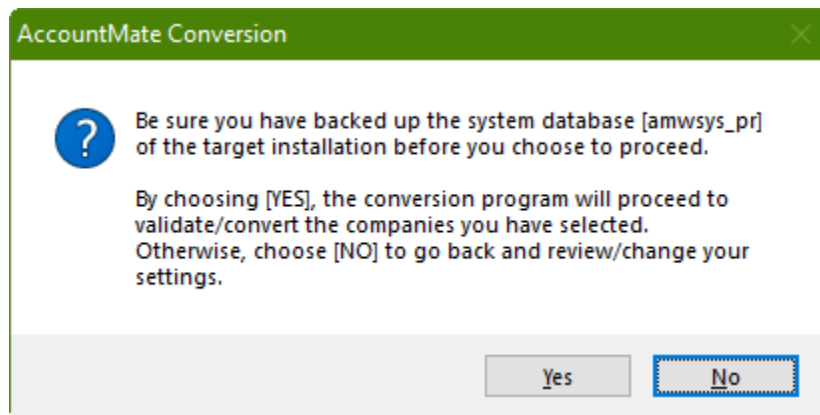 AccountMate Conversion
Be sure you have backed up the system database [amwsys_pr]
of the target installation before you choose to proceed.
By choosing [YES], the conversion program will proceed to
validate/convert the companies you have selected.
Otherwise, choose [NO] to go back and review/change your
settings.
Yes
No